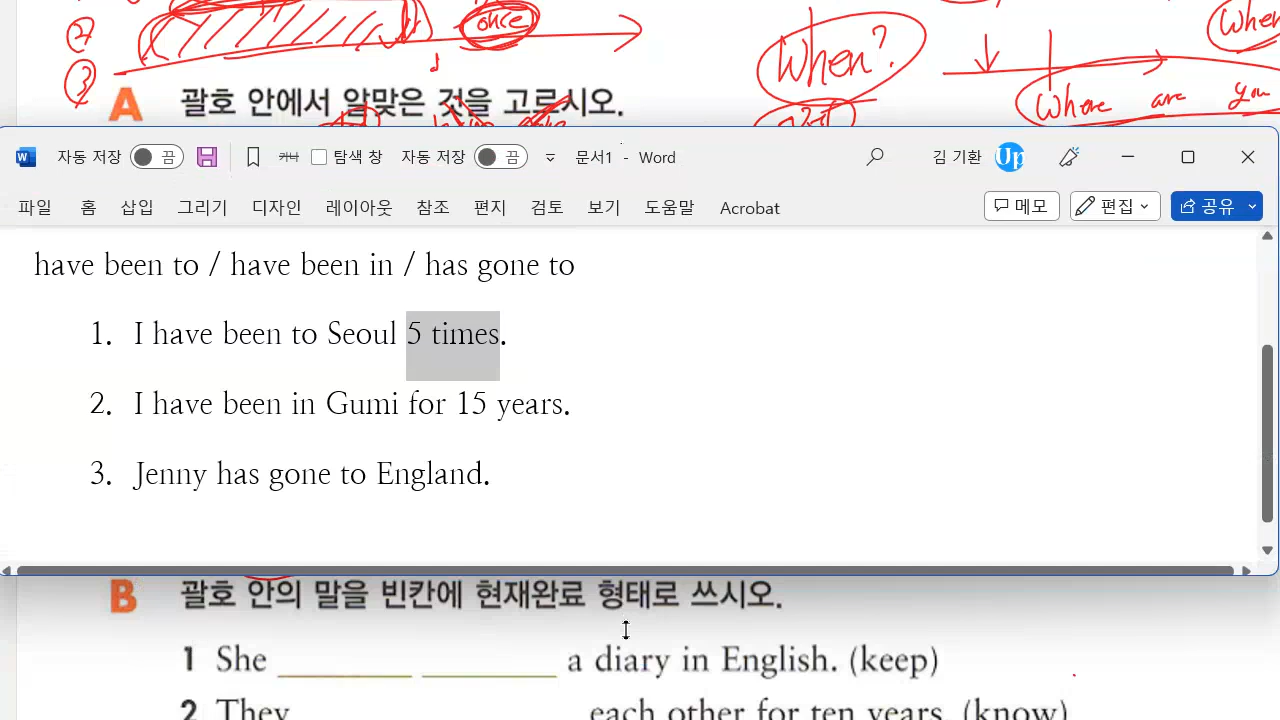 ② once When? When
③ Where are you
A 괄호 안에서 알맞은 것을 고르시오.
자동 저장 끔 가나 탐색 창 자동 저장 끔 문서1 - Word 김 기환 Up
파일 홈 삽입 그리기 디자인 레이아웃 참조 편지 검토 보기 도움말 Acrobat 메모 편집 공유
have been to / have been in / has gone to
1. I have been to Seoul 5 times.
2. I have been in Gumi for 15 years.
3. Jenny has gone to England.
B 괄호 안의 말을 빈칸에 현재완료 형태로 쓰시오.
1 She ________ ________ a diary in English. (keep)
2 They each other for ten years. (know)